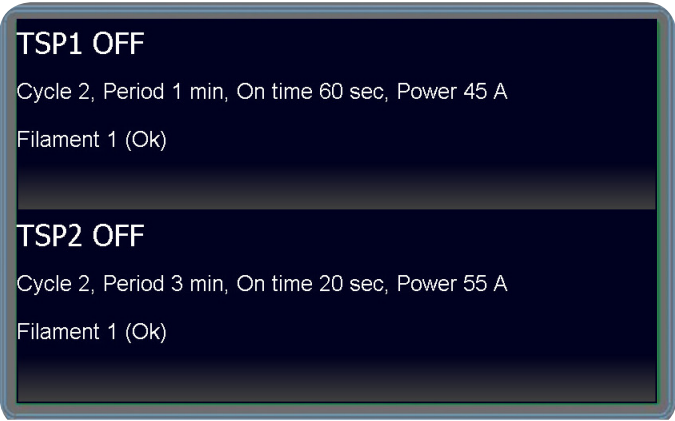 TSP1 OFF
Cycle 2, Period 1 min, On time 60 sec, Power 45 A
Filament 1 (Ok)
TSP2 OFF
Cycle 2, Period 3 min, On time 20 sec, Power 55 A
Filament 1 (Ok)